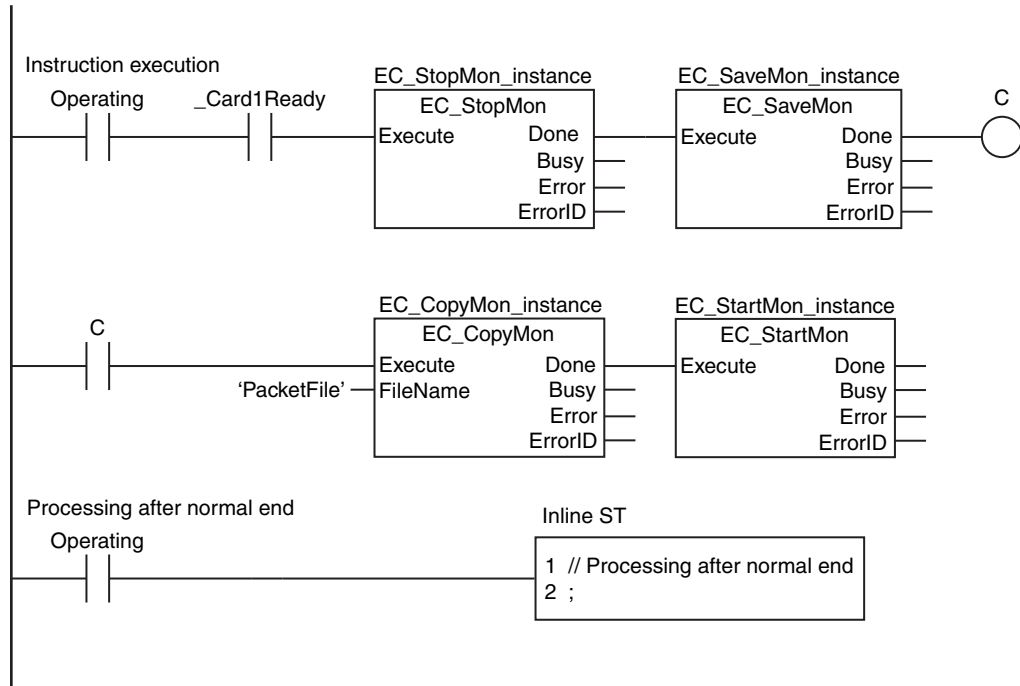 Instruction execution
Operating _Card1Ready EC_StopMon_instance EC_SaveMon_instance C
EC_StopMon EC_SaveMon
Execute Done Execute Done
Busy Busy
Error Error
ErrorID ErrorID
C EC_CopyMon_instance EC_StartMon_instance
EC_CopyMon EC_StartMon
Execute Done Execute Done
‘PacketFile’ FileName Busy Busy
Error Error
ErrorID ErrorID
Processing after normal end
Operating
Inline ST
1 // Processing after normal end
2 ;